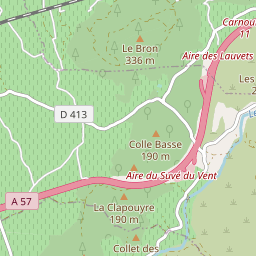 Carnou
11
Le Bron
336 m
Aire des Lauvets
Les
D 413
Colle Basse
190 m
Aire du Suvé du Vent
A 57
La Clapouyre
190 m
Collet des